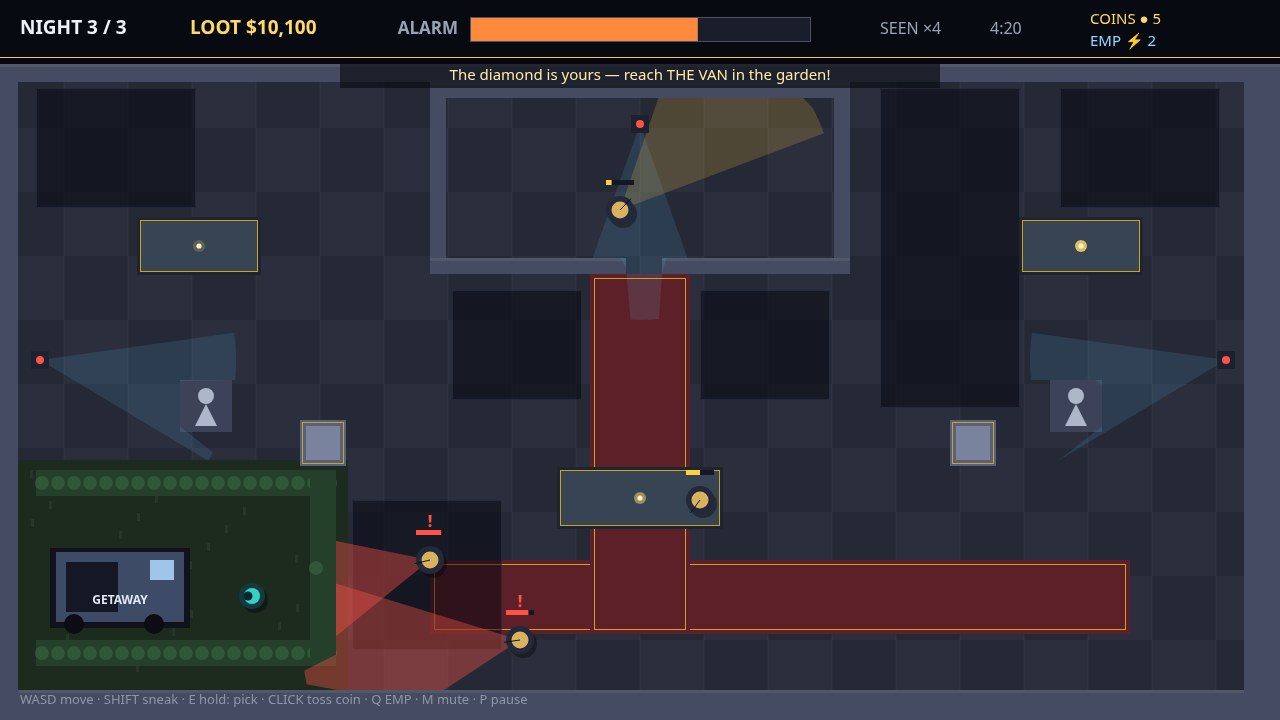 NIGHT 3 / 3
LOOT $10,100
ALARM
SEEN ×4
4:20
COINS ● 5
EMP ⚡ 2
The diamond is yours — reach THE VAN in the garden!
!
!
GETAWAY
WASD move · SHIFT sneak · E hold: pick · CLICK toss coin · Q EMP · M mute · P pause